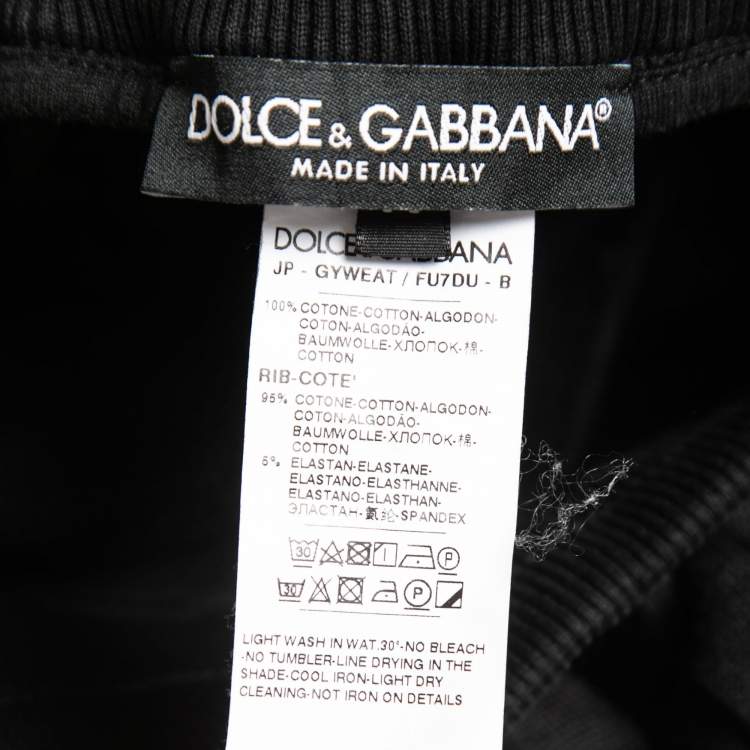 DOLCE & GABBANA®
MADE IN ITALY
DOLCE BANA
JP - GYWEAT / FU7DU - B
100% COTONE-COTTON-ALGODON-
COTON-ALGODÃO-
BAUMWOLLE-ХЛОПОК-棉-
COTTON
RIB-COTE'
95% COTONE-COTTON-ALGODON-
COTON-ALGODÃO-
BAUMWOLLE-ХЛОПОК-棉-
COTTON
5% ELASTAN-ELASTANE-
ELASTANO-ELASTHANNE-
ELASTANO-ELASTHAN-
ЭЛАСТАН-氨纶-SPANDEX
30 P
30 P
LIGHT WASH IN WAT.30°-NO BLEACH
-NO TUMBLER-LINE DRYING IN THE
SHADE-COOL IRON-LIGHT DRY
CLEANING-NOT IRON ON DETAILS